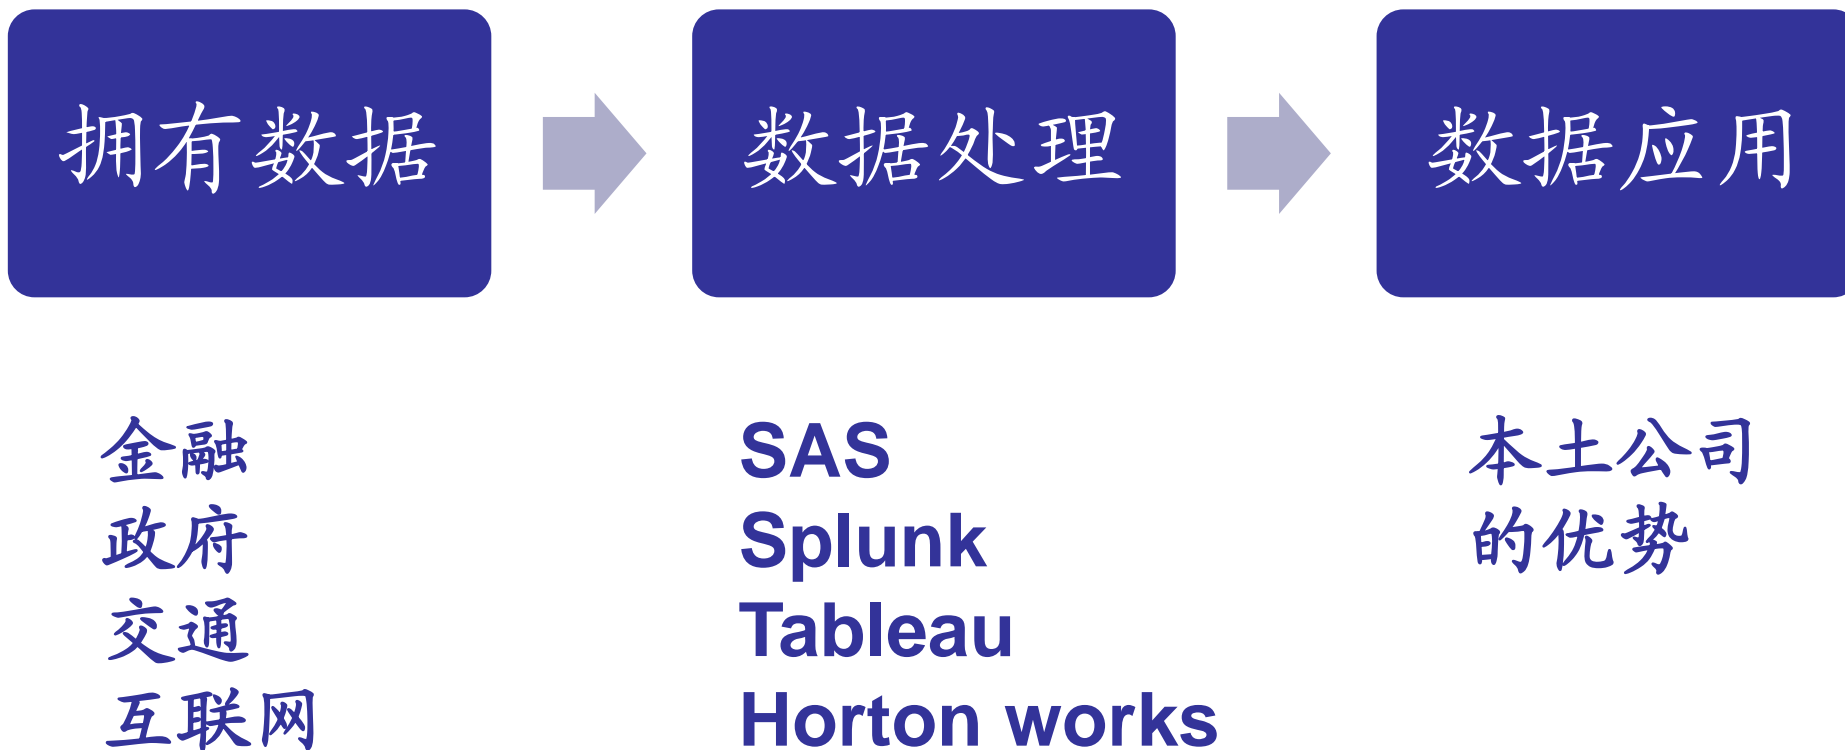 拥有数据
数据处理
数据应用
金融
政府
交通
互联网
SAS
Splunk
Tableau
Horton works
本土公司
的优势